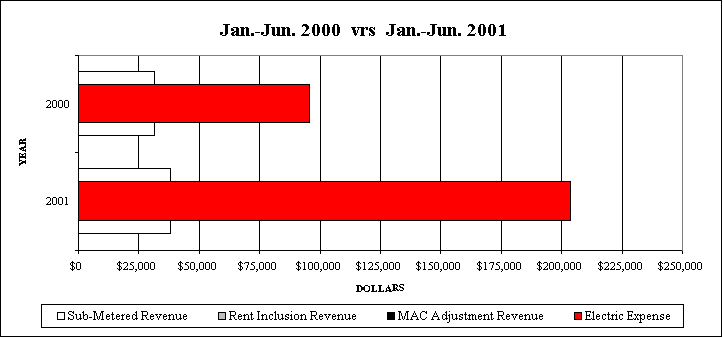 Jan.-Jun. 2000 vrs Jan.-Jun. 2001
YEAR
2000
2001
$0 $25,000 $50,000 $75,000 $100,000 $125,000 $150,000 $175,000 $200,000 $225,000 $250,000
DOLLARS
Sub-Metered Revenue Rent Inclusion Revenue MAC Adjustment Revenue Electric Expense